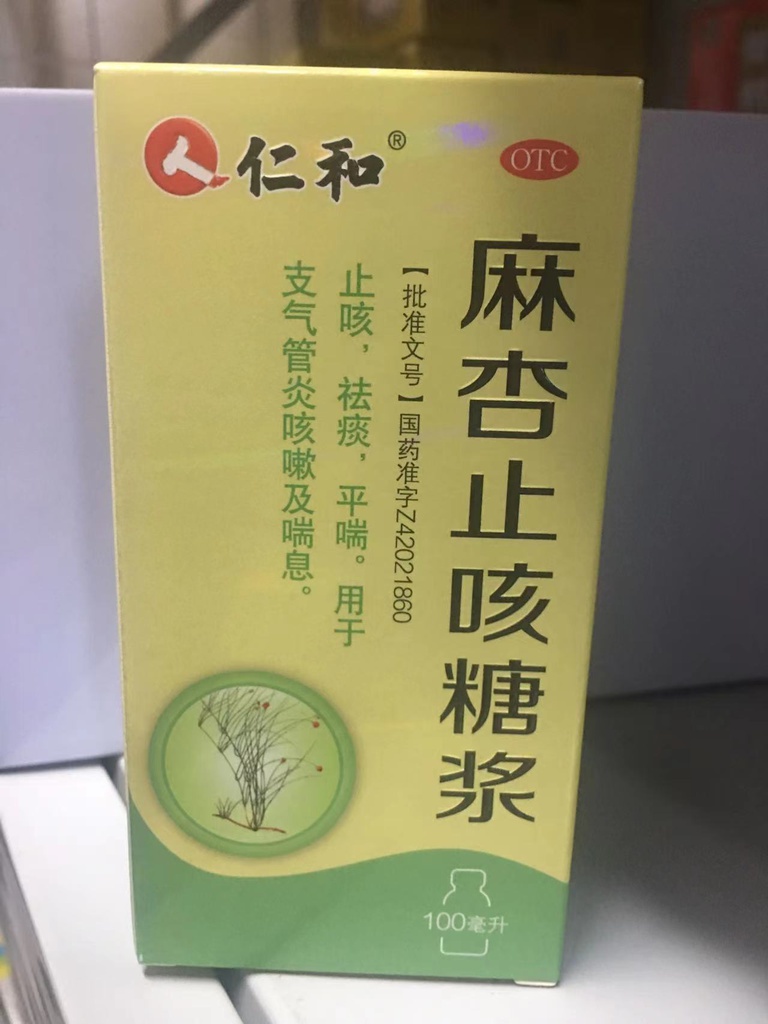 仁和®
OTC
麻杏止咳糖浆
【批准文号】国药准字Z42021860
止咳，祛痰，平喘。用于
支气管炎咳嗽及喘息。
100毫升